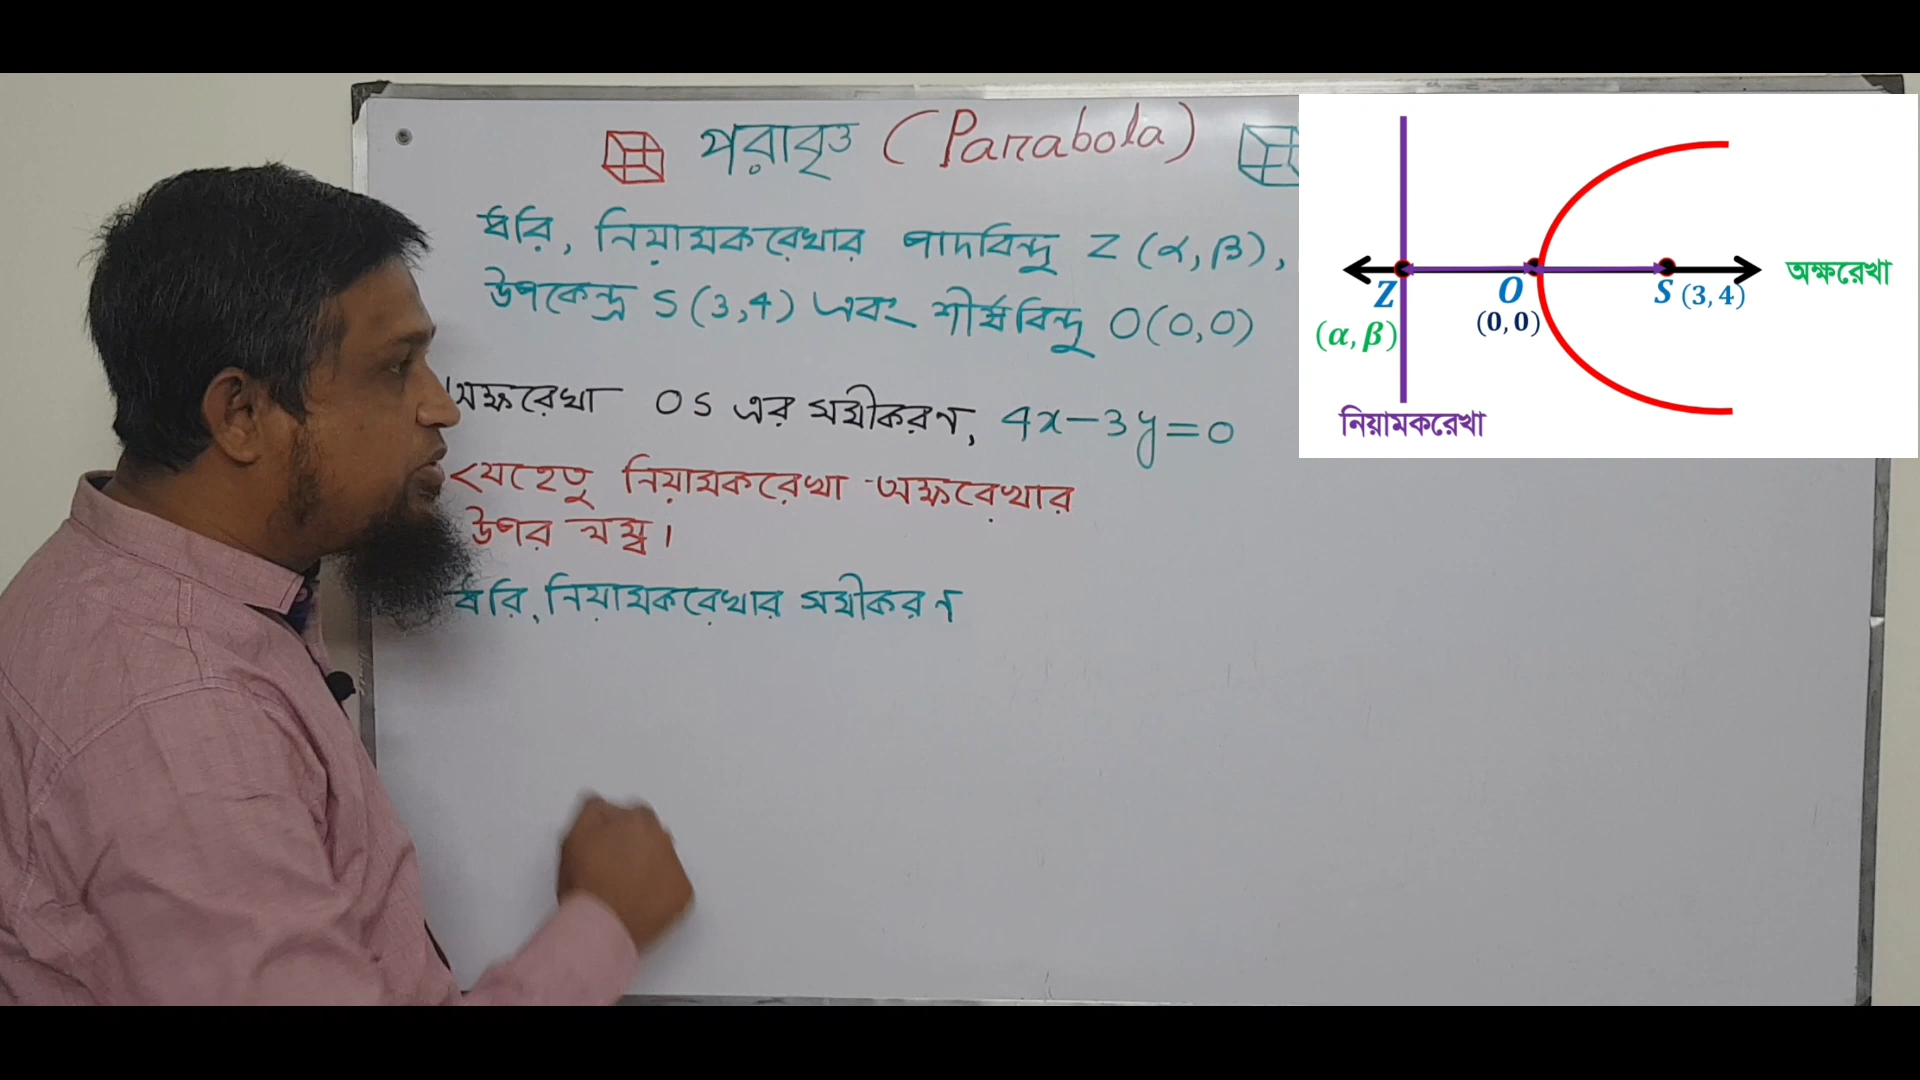 পরাবৃত্ত (Parabola)
ধরি, নিয়ামকরেখার পাদবিন্দু Z (α, β),
উপকেন্দ্র S (3, 4) এবং শীর্ষবিন্দু O (0, 0)
অক্ষরেখা OS এর সমীকরণ, 4x - 3y = 0
যেহেতু নিয়ামকরেখা অক্ষরেখার
উপর লম্ব।
ধরি, নিয়ামকরেখার সমীকরণ
অক্ষরেখা
Z
O
S (3, 4)
(α, β)
(0, 0)
নিয়ামকরেখা